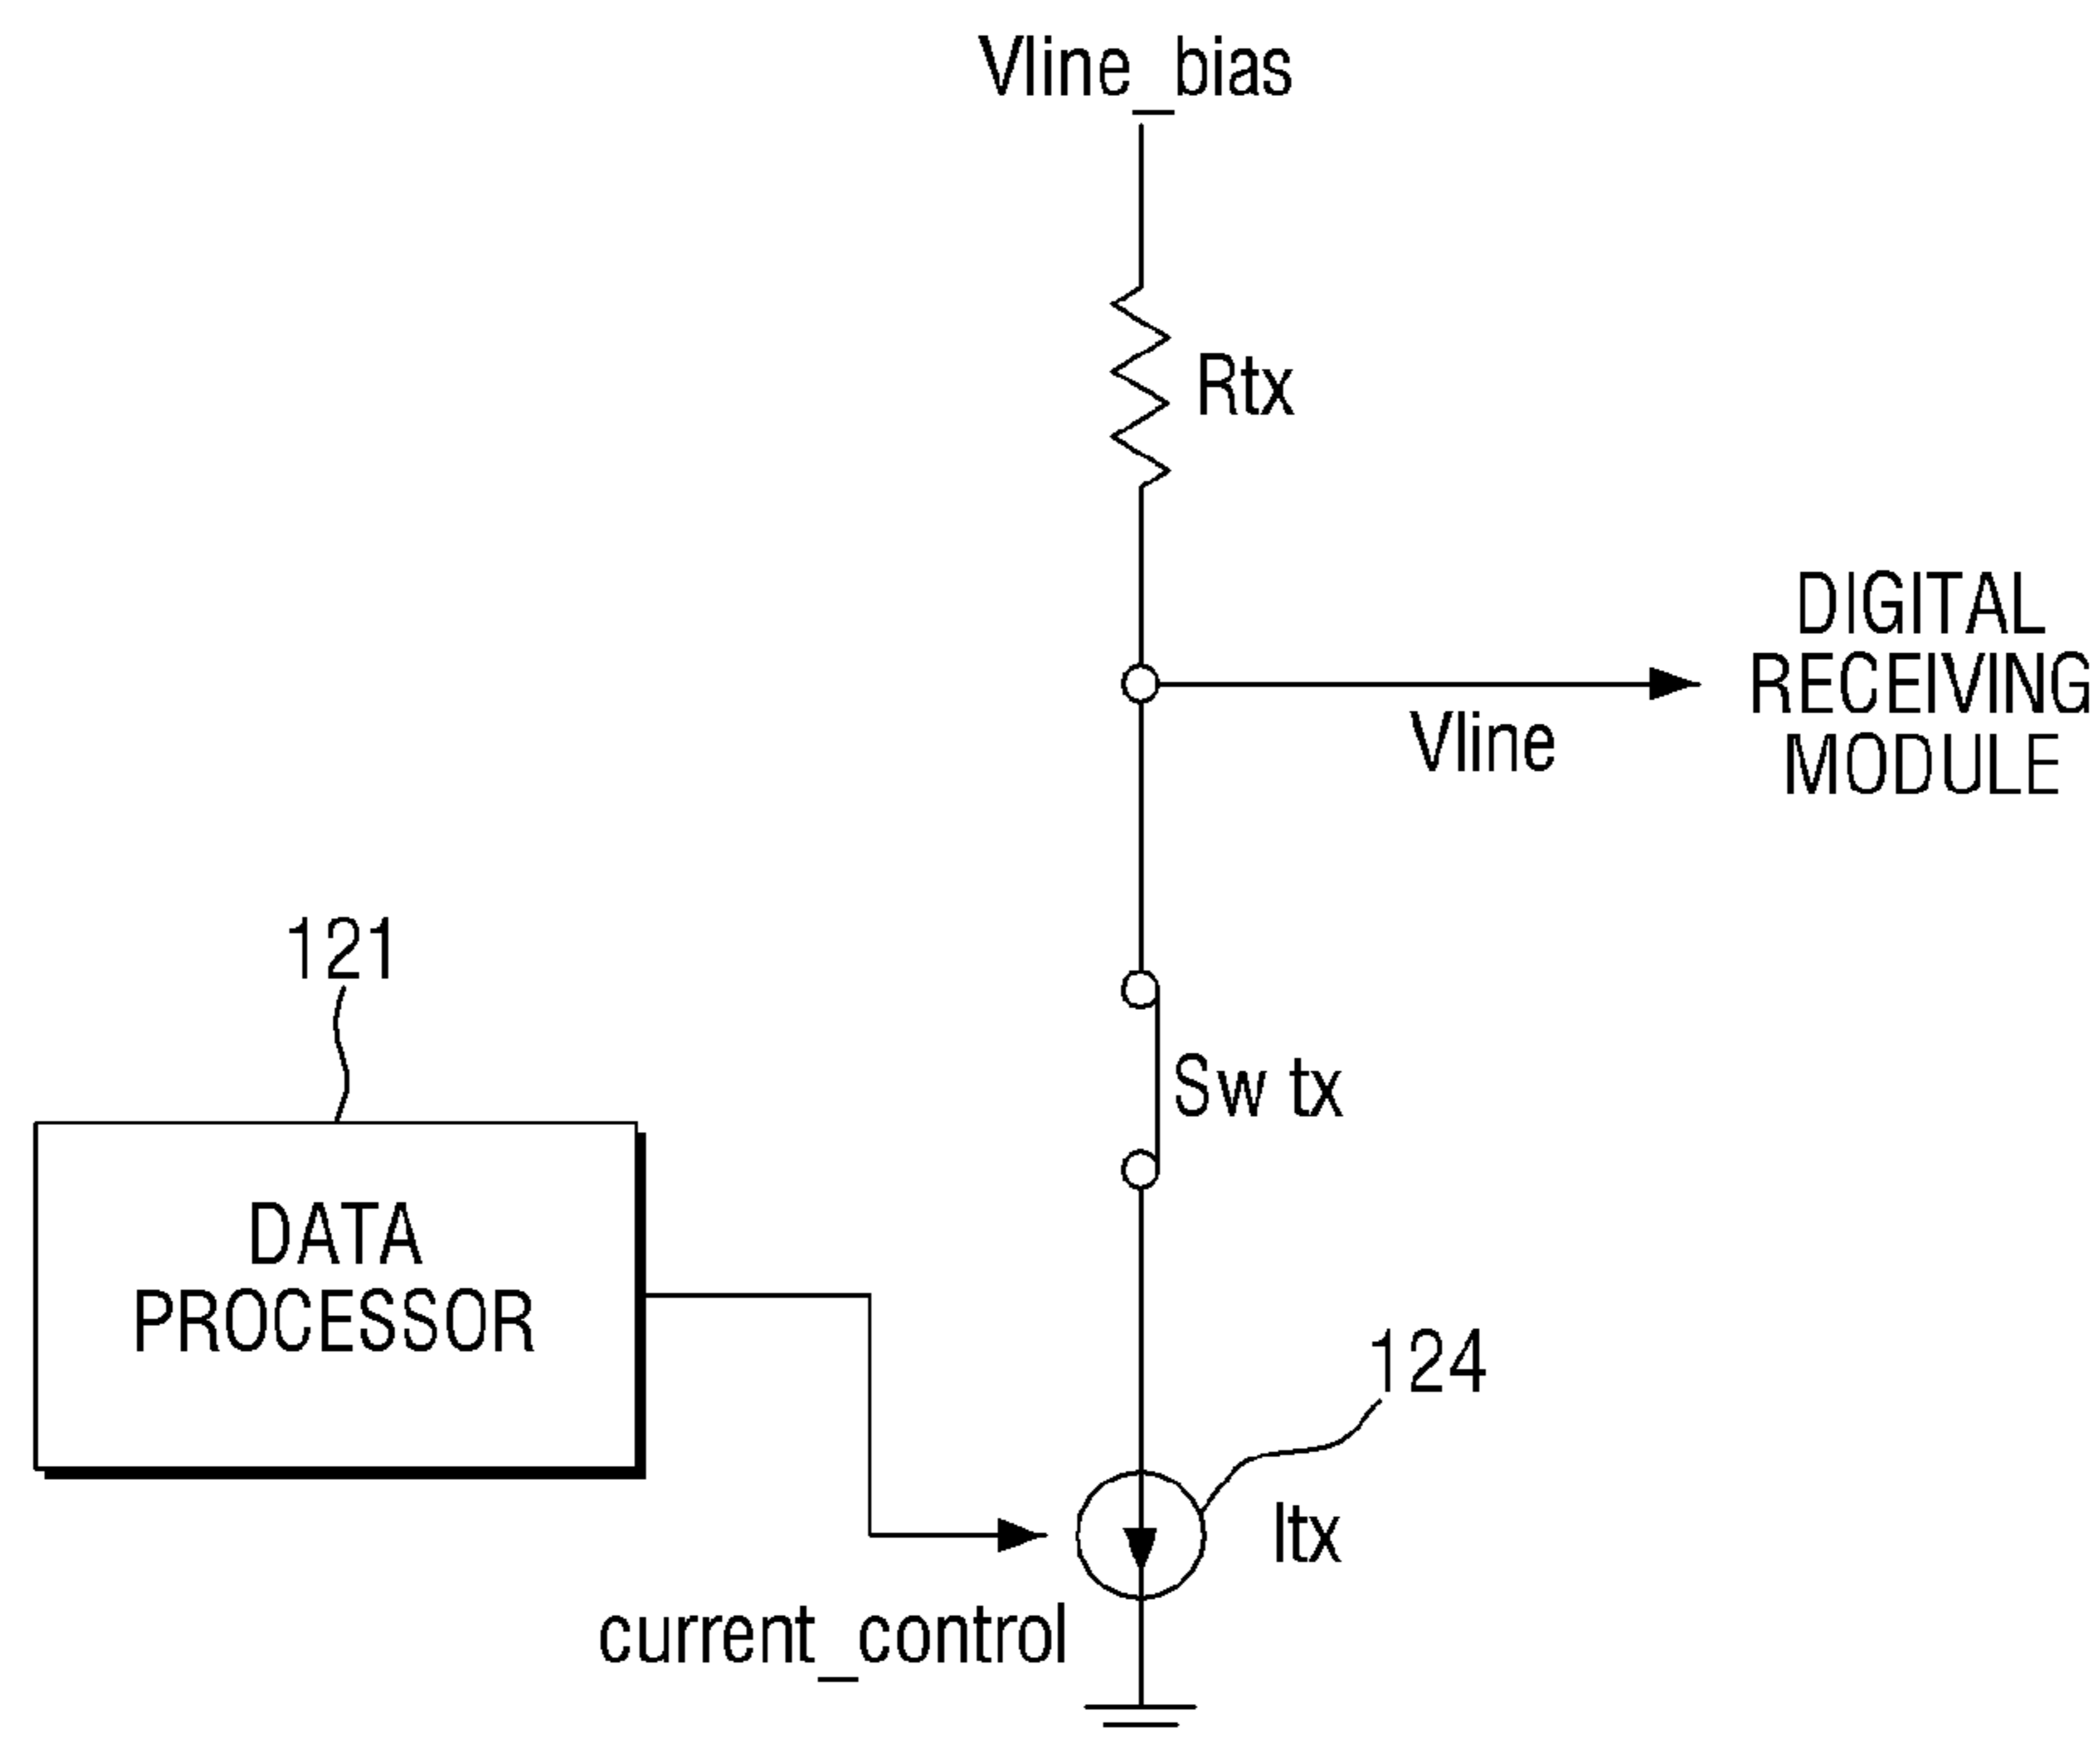 Vline_bias
Rtx
DIGITAL
RECEIVING
MODULE
Vline
121
Sw tx
DATA
PROCESSOR
124
Itx
current_control